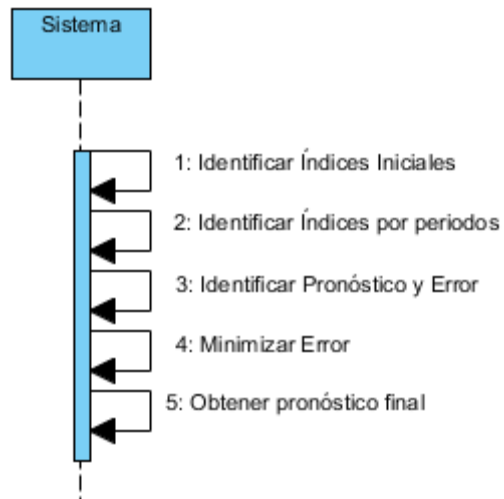 Sistema
1: Identificar Índices Iniciales
2: Identificar Índices por periodos
3: Identificar Pronóstico y Error
4: Minimizar Error
5: Obtener pronóstico final